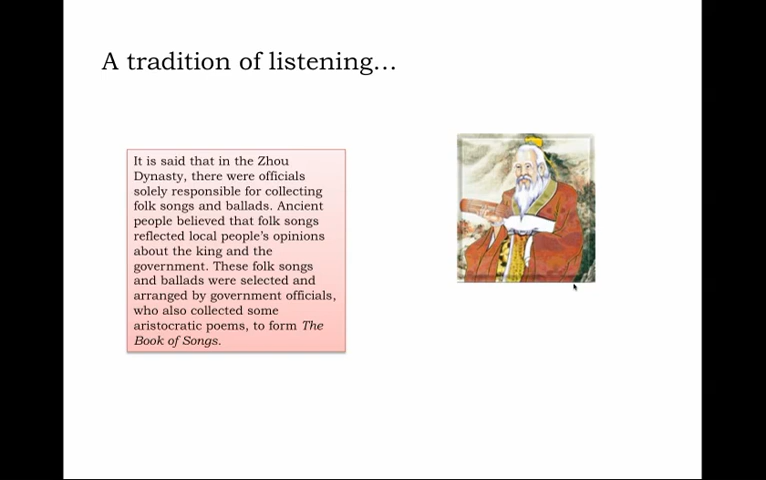 A tradition of listening…
It is said that in the Zhou
Dynasty, there were officials
solely responsible for collecting
folk songs and ballads. Ancient
people believed that folk songs
reflected local people's opinions
about the king and the
government. These folk songs
and ballads were selected and
arranged by government officials,
who also collected some
aristocratic poems, to form The
Book of Songs.